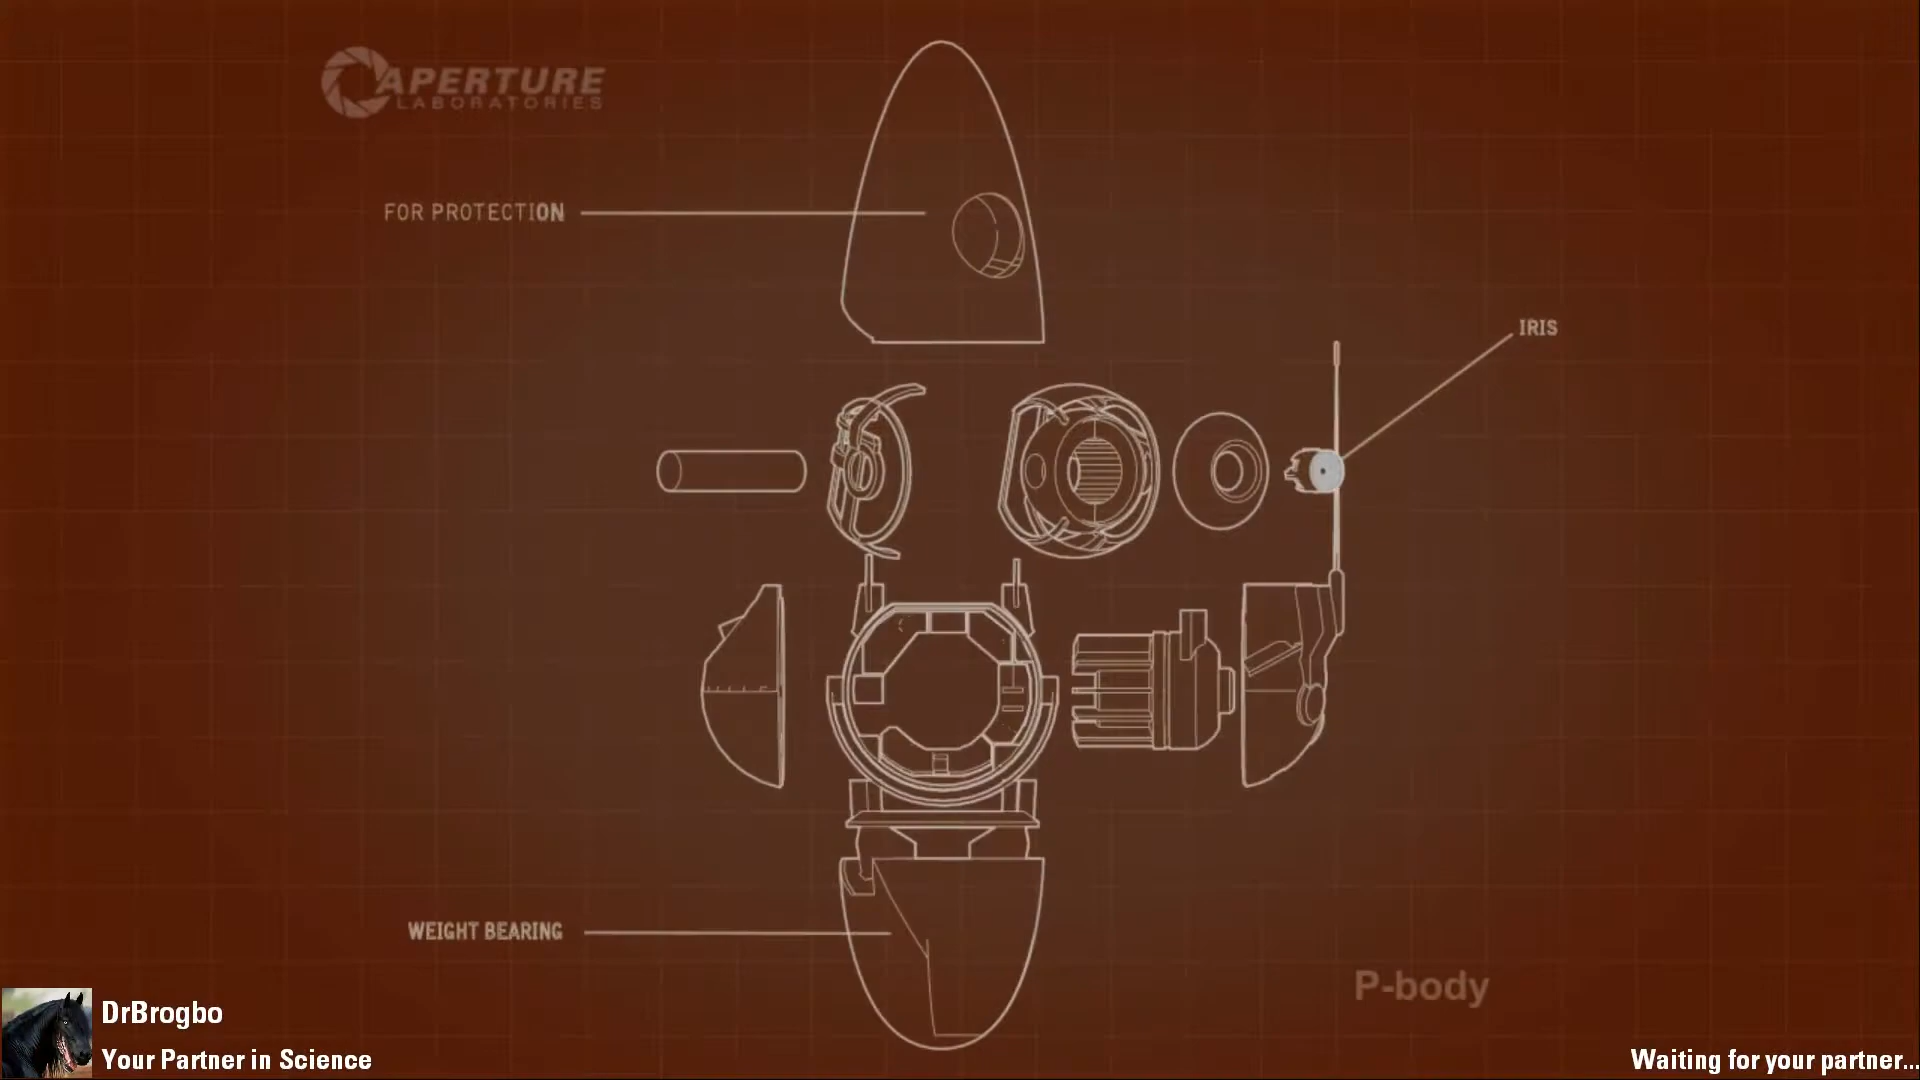 APERTURE
LABORATORIES
FOR PROTECTION
IRIS
WEIGHT BEARING
P-body
DrBrogbo
Your Partner in Science
Waiting for your partner...